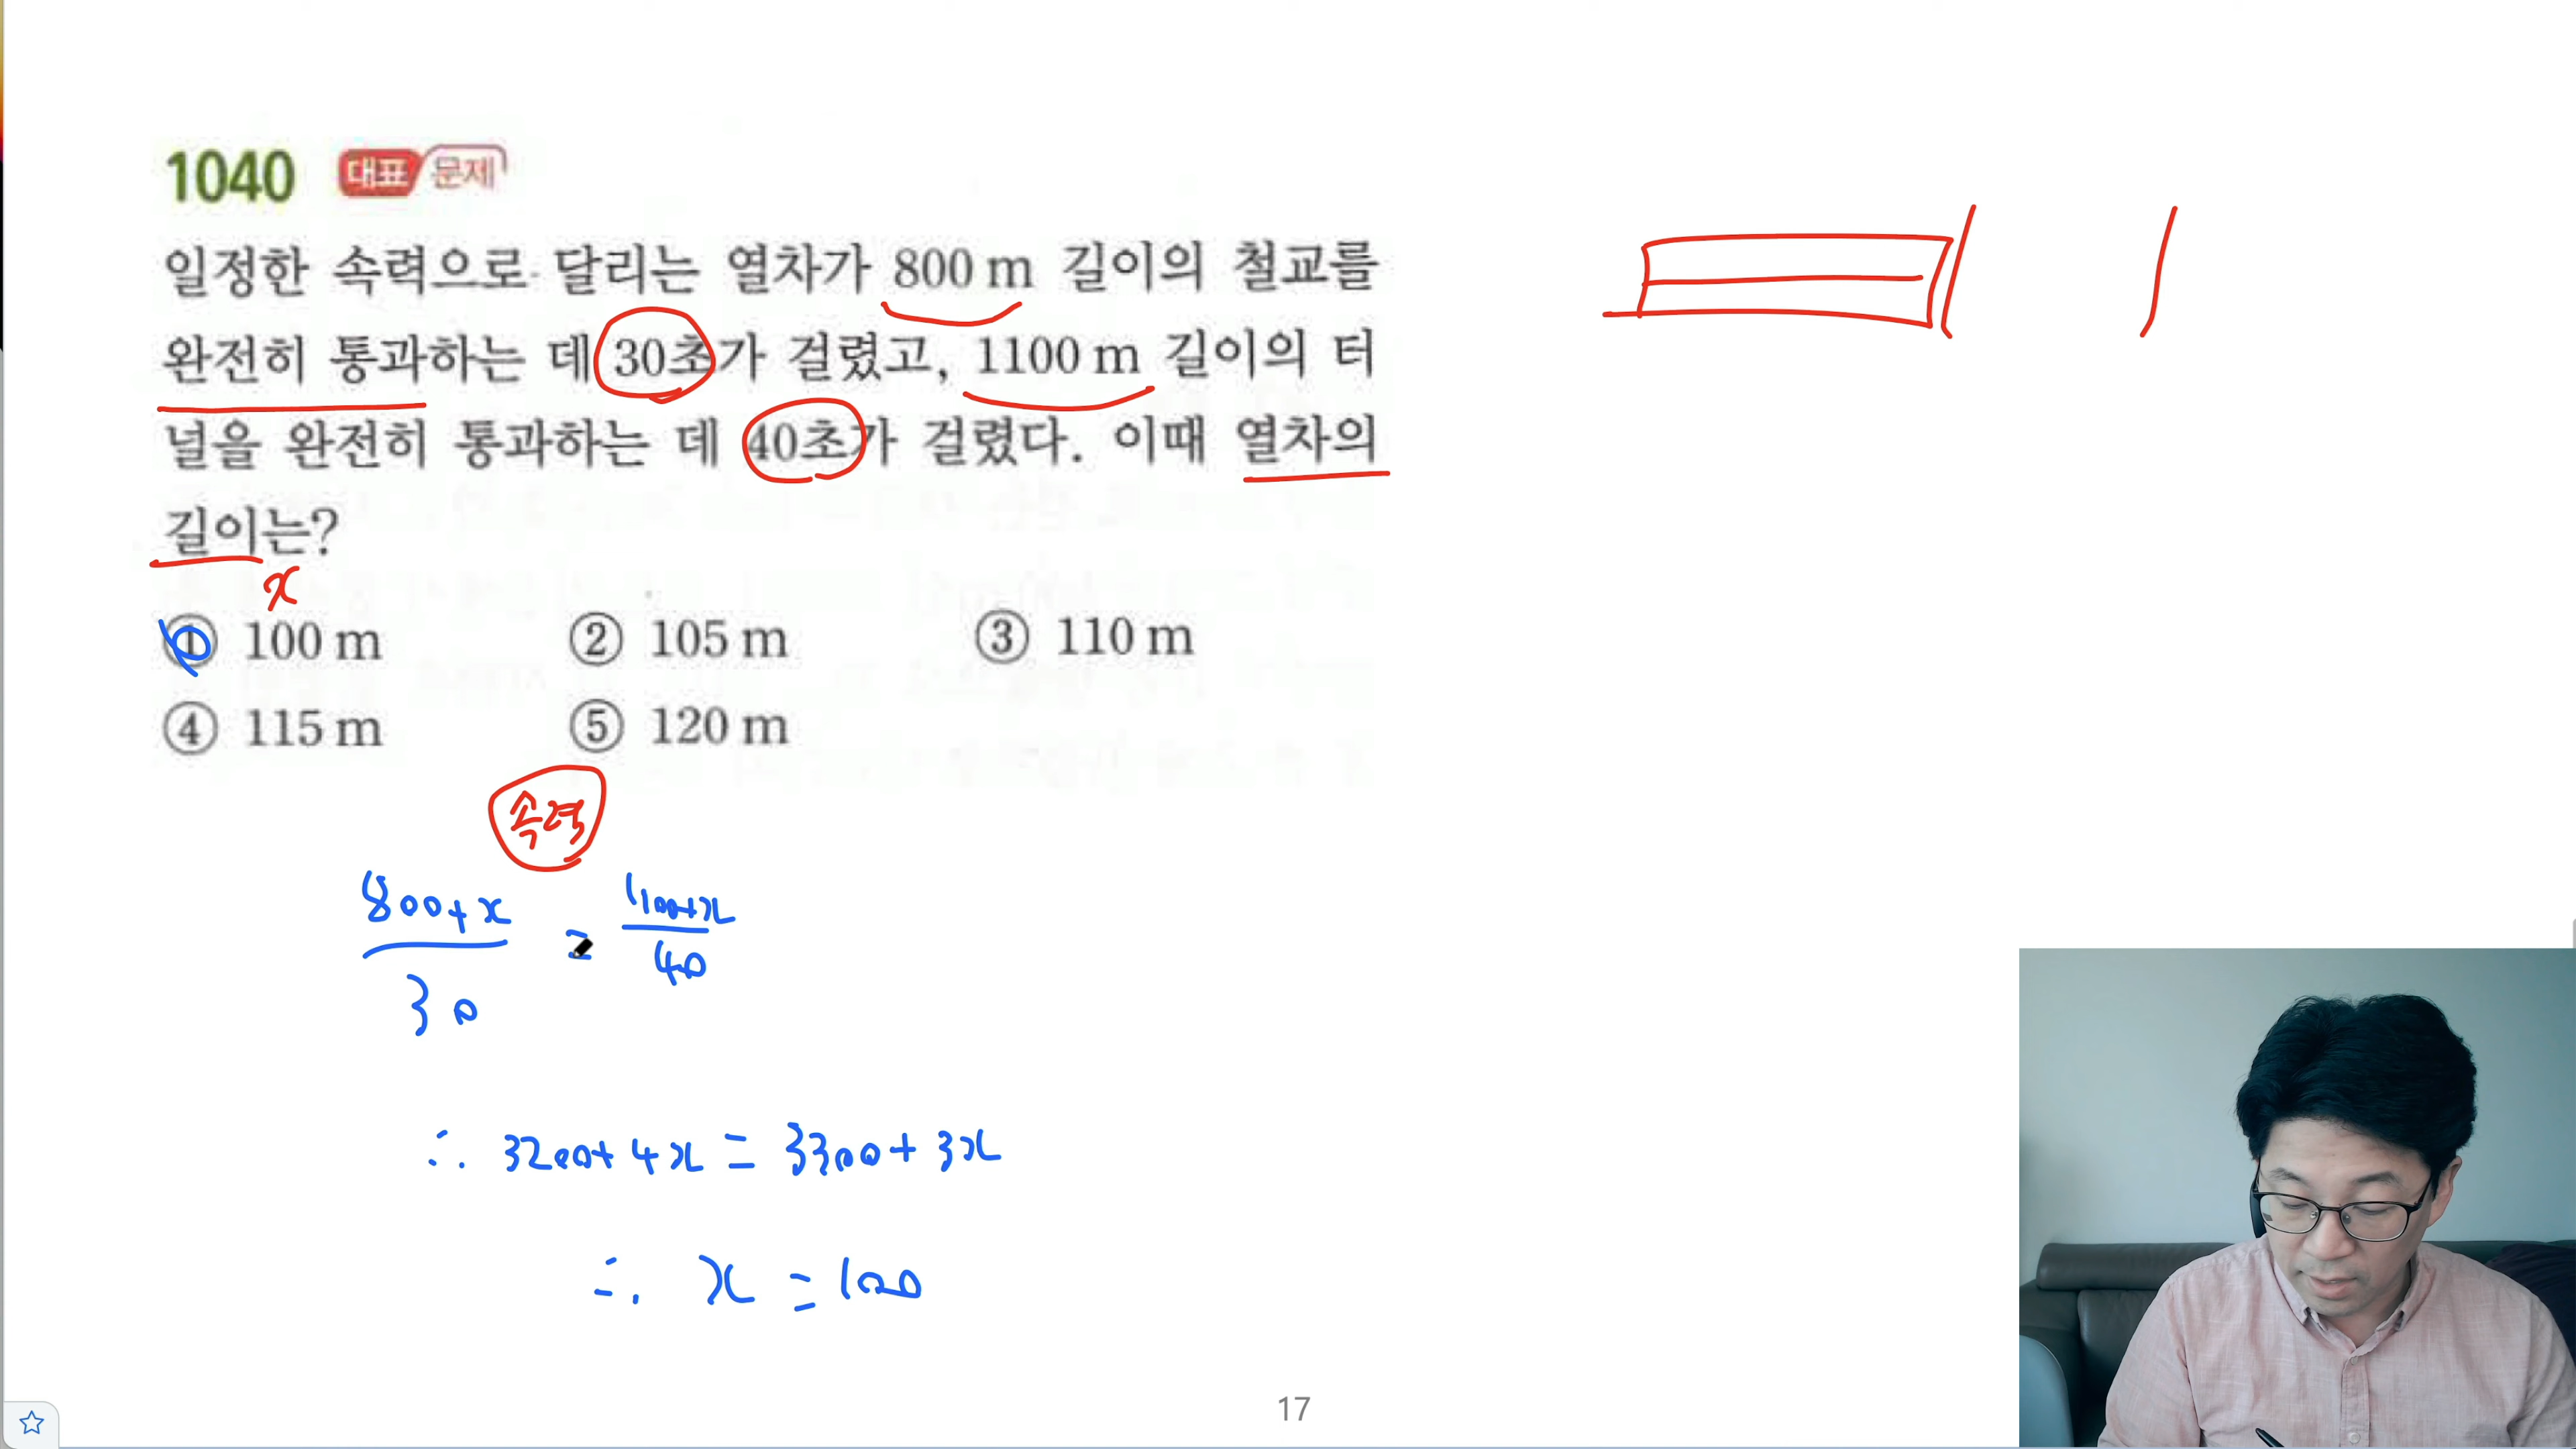 1040 대표 문제
일정한 속력으로 달리는 열차가 800 m 길이의 철교를
완전히 통과하는 데 30초가 걸렸고, 1100 m 길이의 터
널을 완전히 통과하는 데 40초가 걸렸다. 이때 열차의
길이는?
x
① 100 m ② 105 m ③ 110 m
④ 115 m ⑤ 120 m
속력
800+x = 1100+x
30 40
∴ 3200+4x = 3300+3x
∴ x = 100
17